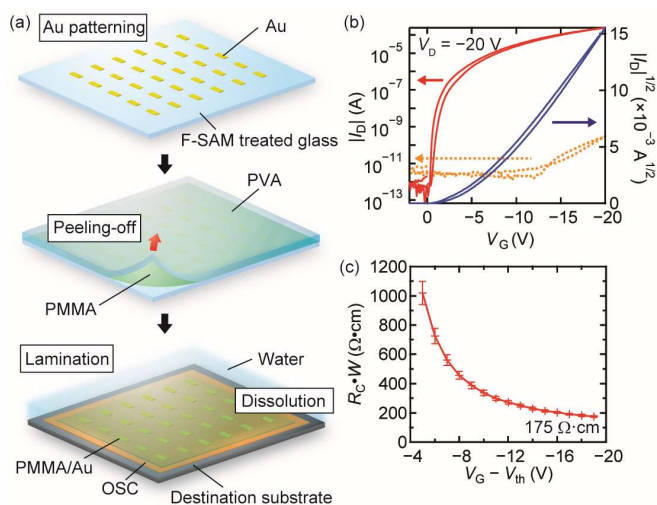 (a)
Au patterning
Au
F-SAM treated glass
PVA
Peeling-off
PMMA
Lamination
Water
Dissolution
PMMA/Au
OSC
Destination substrate
(b)
V_D = −20 V
10⁻⁵
10⁻⁷
10⁻⁹
10⁻¹¹
10⁻¹³
|I_D| (A)
0 -5 -10 -15 -20
V_G (V)
15
10
5
0
|I_D|^1/2 (×10⁻³ A^1/2)
(c)
1200
1000
800
600
400
200
0
R_C•W (Ω•cm)
175 Ω·cm
-4 -8 -12 -16 -20
V_G − V_th (V)